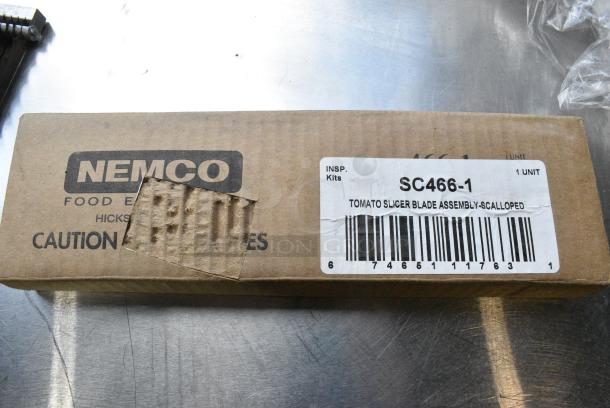 NEMCO
FOOD E
HICKS
CAUTION ES
466-1 1 UNIT
INSP.
Kits
SC466-1
1 UNIT
TOMATO SLICER BLADE ASSEMBLY-SCALLOPED
6 74651 11763 1